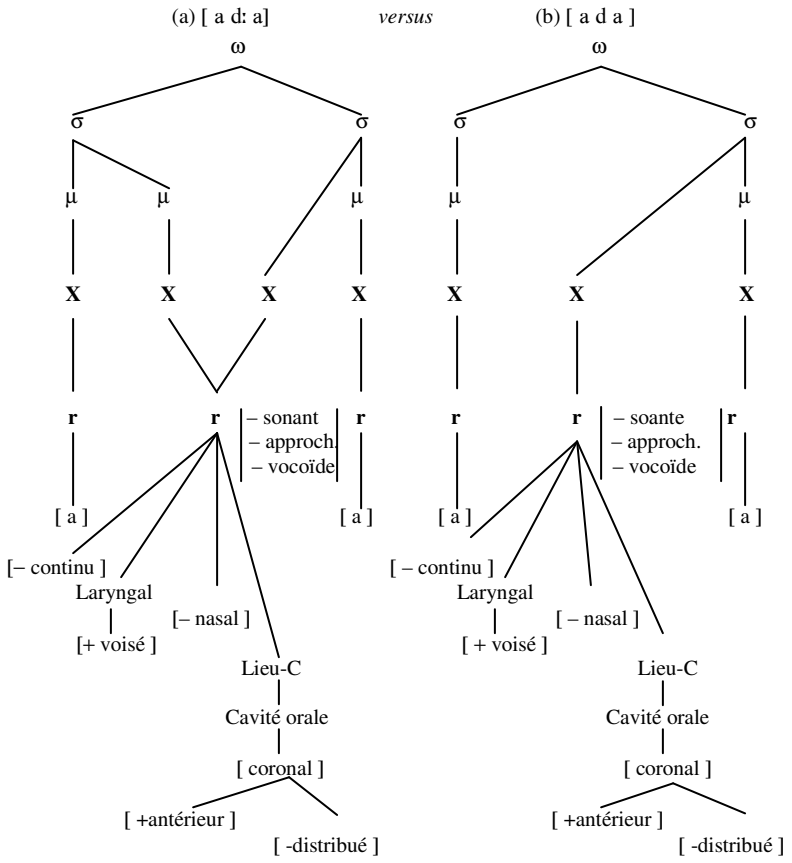 (a) [ a d: a] versus (b) [ a d a ]
ω ω
σ σ σ σ
μ μ μ μ μ
X X X X X X X
r r – sonant r r r – soante r
– approch. – approch.
– vocoïde – vocoïde
[ a ] [ a ] [ a ] [ a ]
[– continu ] [ – continu ]
Laryngal Laryngal
[– nasal ] [ – nasal ]
[+ voisé ] [ + voisé ]
Lieu-C Lieu-C
Cavité orale Cavité orale
[ coronal ] [ coronal ]
[ +antérieur ] [ +antérieur ]
[ -distribué ] [ -distribué ]